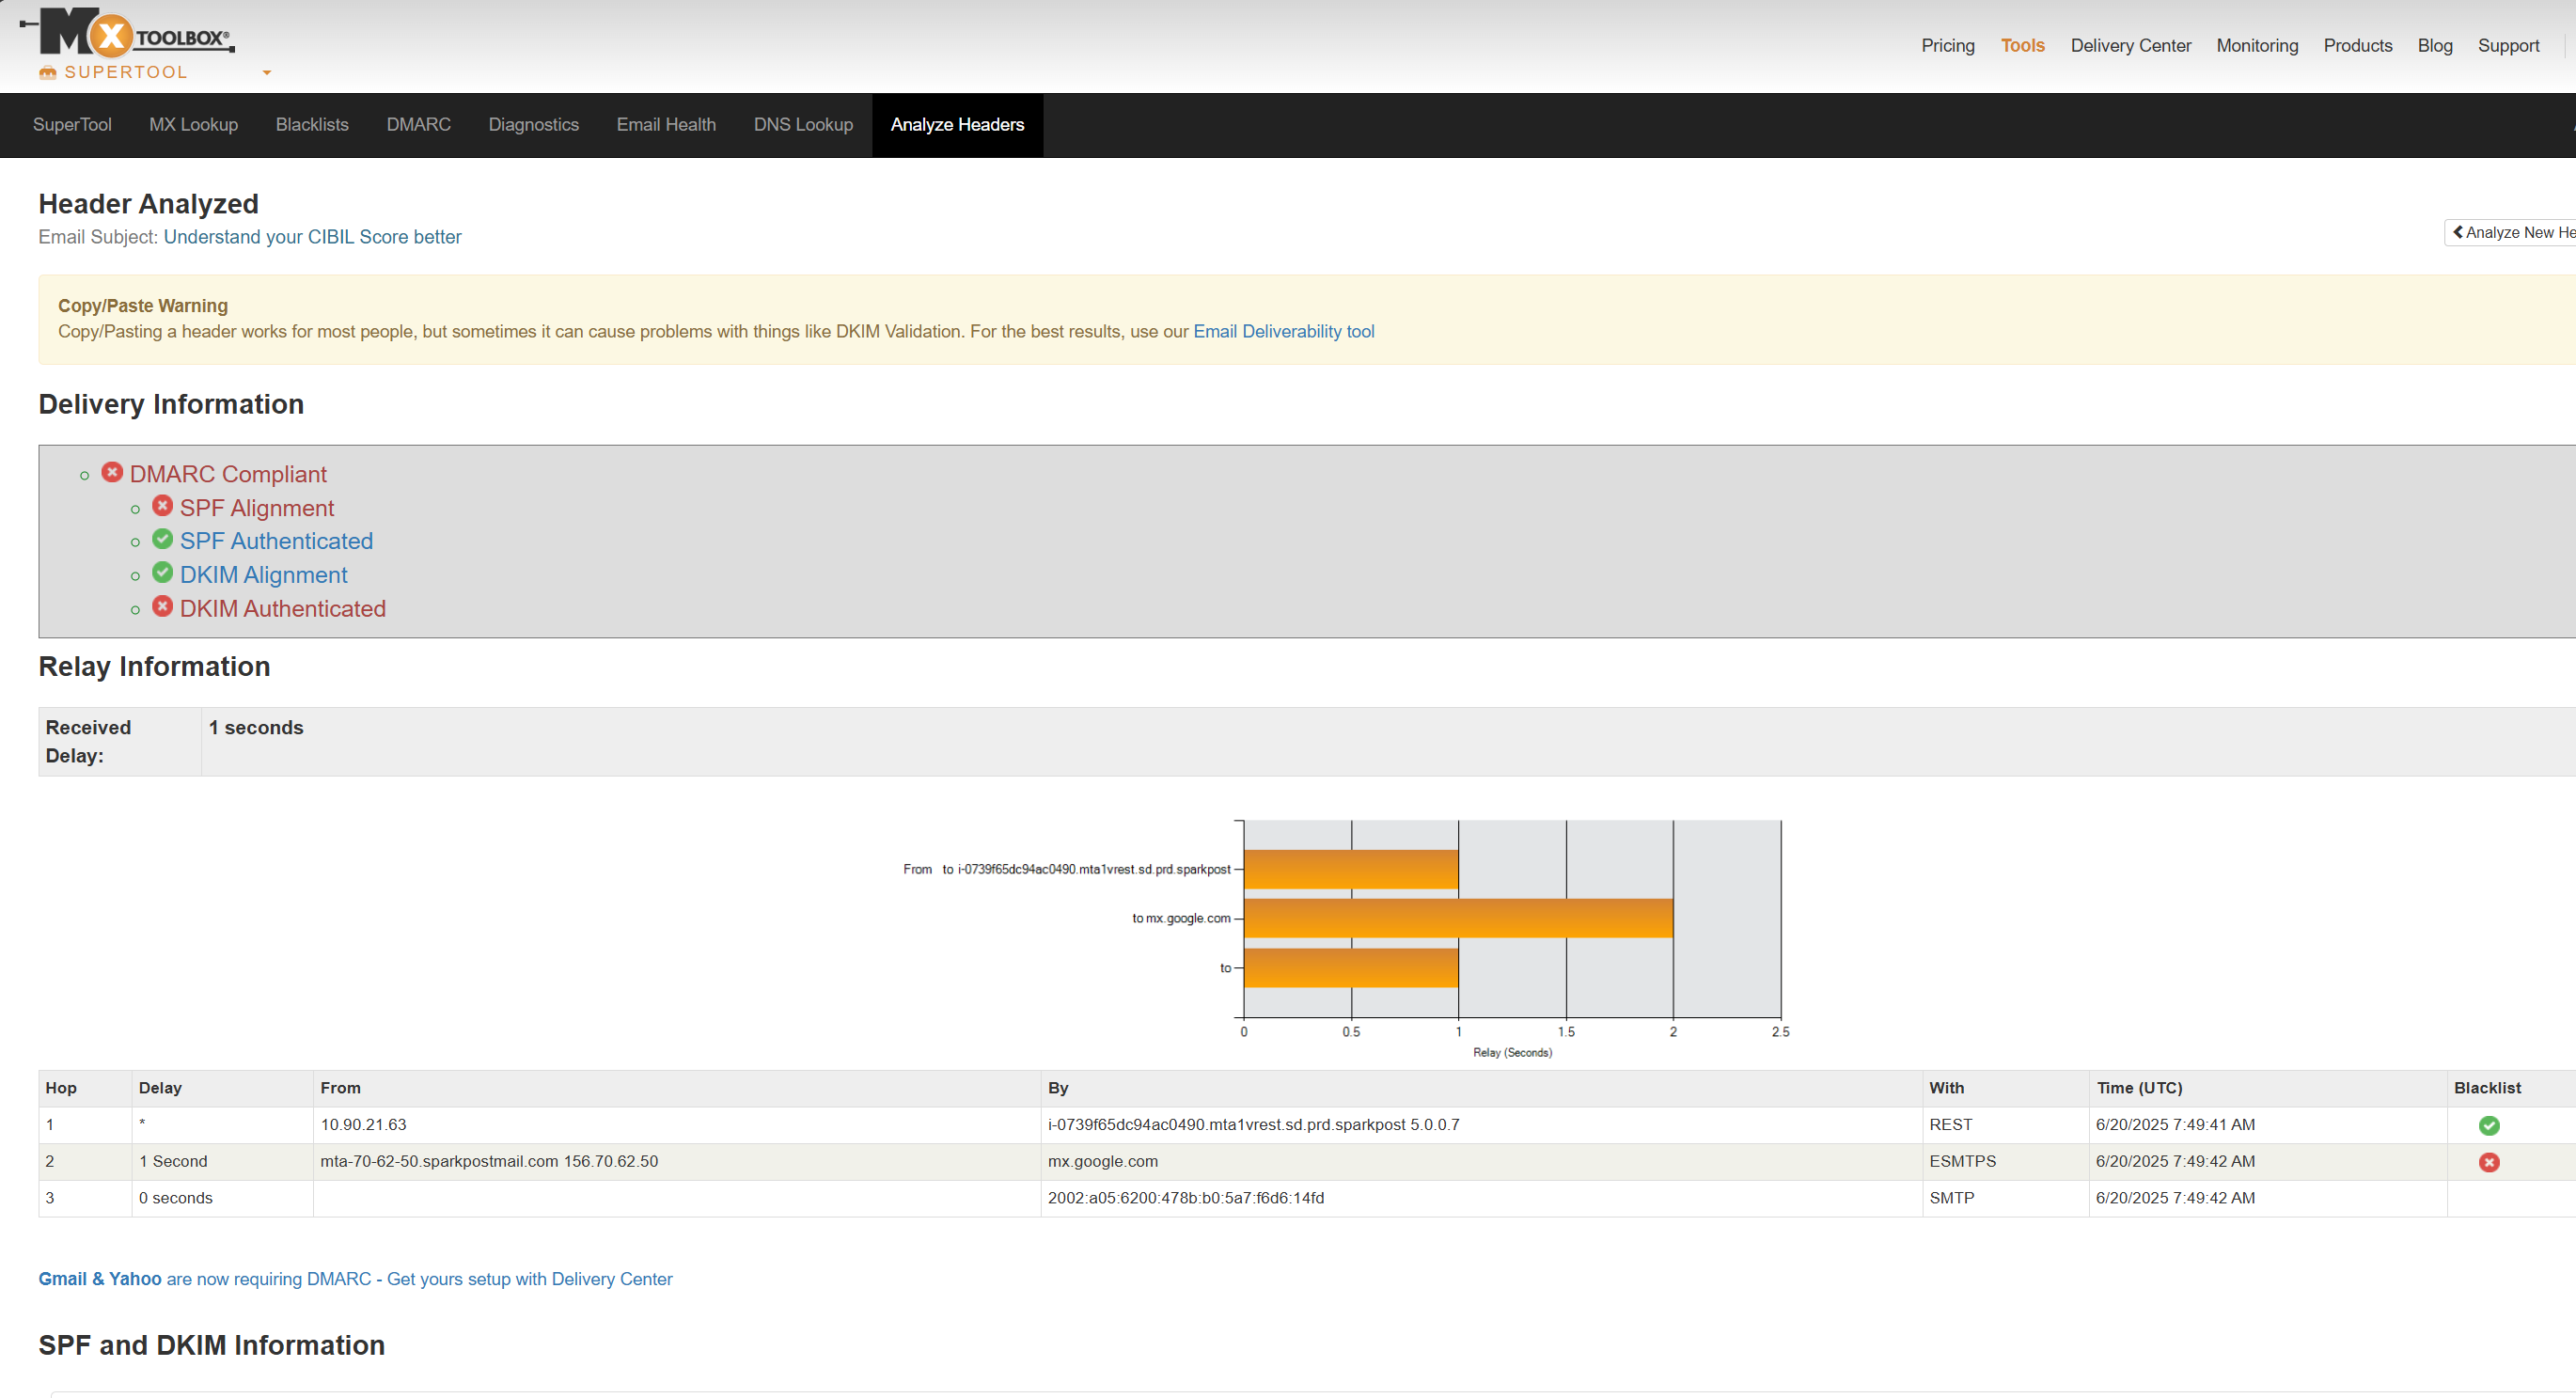 MX TOOLBOX®
SUPERTOOL
Pricing Tools Delivery Center Monitoring Products Blog Support
SuperTool MX Lookup Blacklists DMARC Diagnostics Email Health DNS Lookup Analyze Headers
Header Analyzed
Email Subject: Understand your CIBIL Score better
Analyze New He
Copy/Paste Warning
Copy/Pasting a header works for most people, but sometimes it can cause problems with things like DKIM Validation. For the best results, use our Email Deliverability tool
Delivery Information
DMARC Compliant
SPF Alignment
SPF Authenticated
DKIM Alignment
DKIM Authenticated
Relay Information
Received Delay: 1 seconds
From to i-0739f65dc94ac0490.mta1vrest.sd.prd.sparkpost
to mx.google.com
to
0 0.5 1 1.5 2 2.5
Relay (Seconds)
Hop Delay From By With Time (UTC) Blacklist
1 * 10.90.21.63 i-0739f65dc94ac0490.mta1vrest.sd.prd.sparkpost 5.0.0.7 REST 6/20/2025 7:49:41 AM
2 1 Second mta-70-62-50.sparkpostmail.com 156.70.62.50 mx.google.com ESMTPS 6/20/2025 7:49:42 AM
3 0 seconds 2002:a05:6200:478b:b0:5a7:f6d6:14fd SMTP 6/20/2025 7:49:42 AM
Gmail & Yahoo are now requiring DMARC - Get yours setup with Delivery Center
SPF and DKIM Information